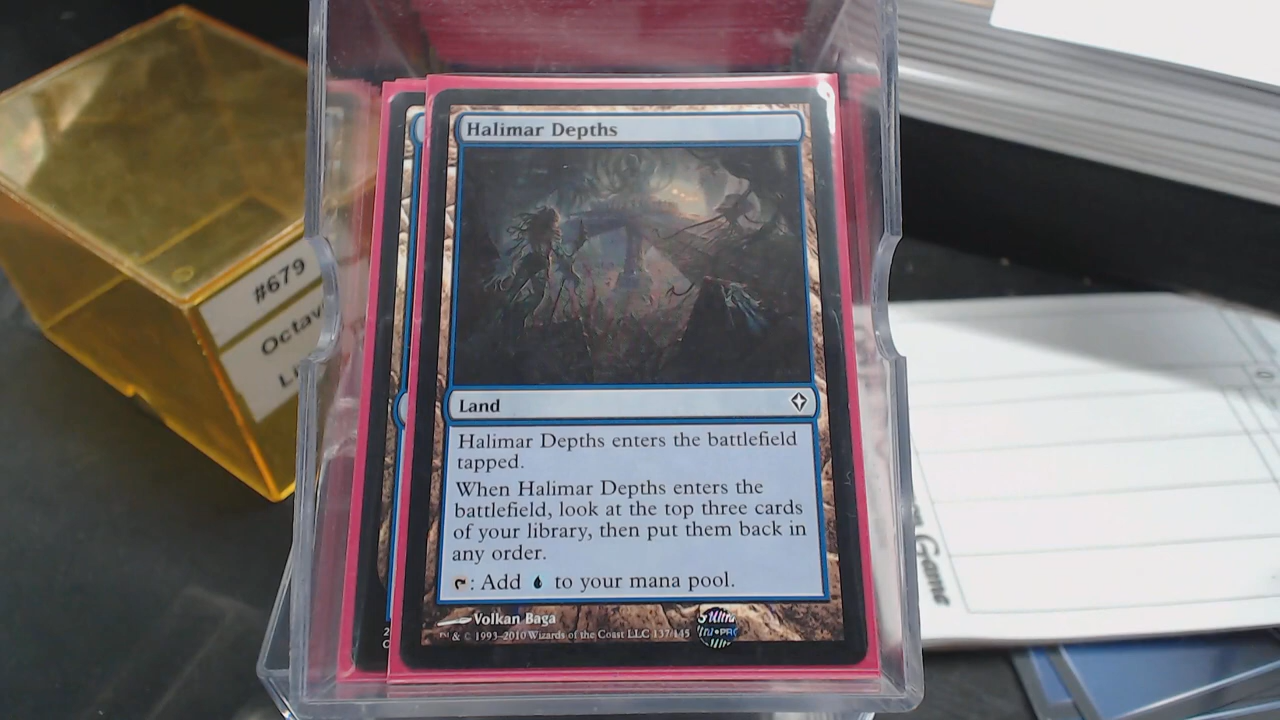 Halimar Depths
Land
Halimar Depths enters the battlefield
tapped.
When Halimar Depths enters the
battlefield, look at the top three cards
of your library, then put them back in
any order.
: Add to your mana pool.
Volkan Baga
& © 1993–2010 Wizards of the Coast LLC 137/145
Ultra
#679
Game